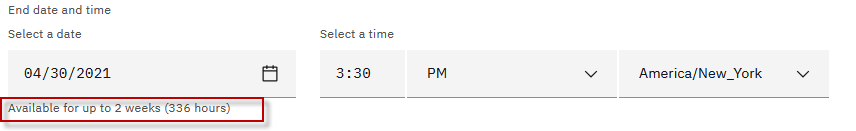 End date and time
Select a date
Select a time
04/30/2021
3:30
PM
America/New_York
Available for up to 2 weeks (336 hours)